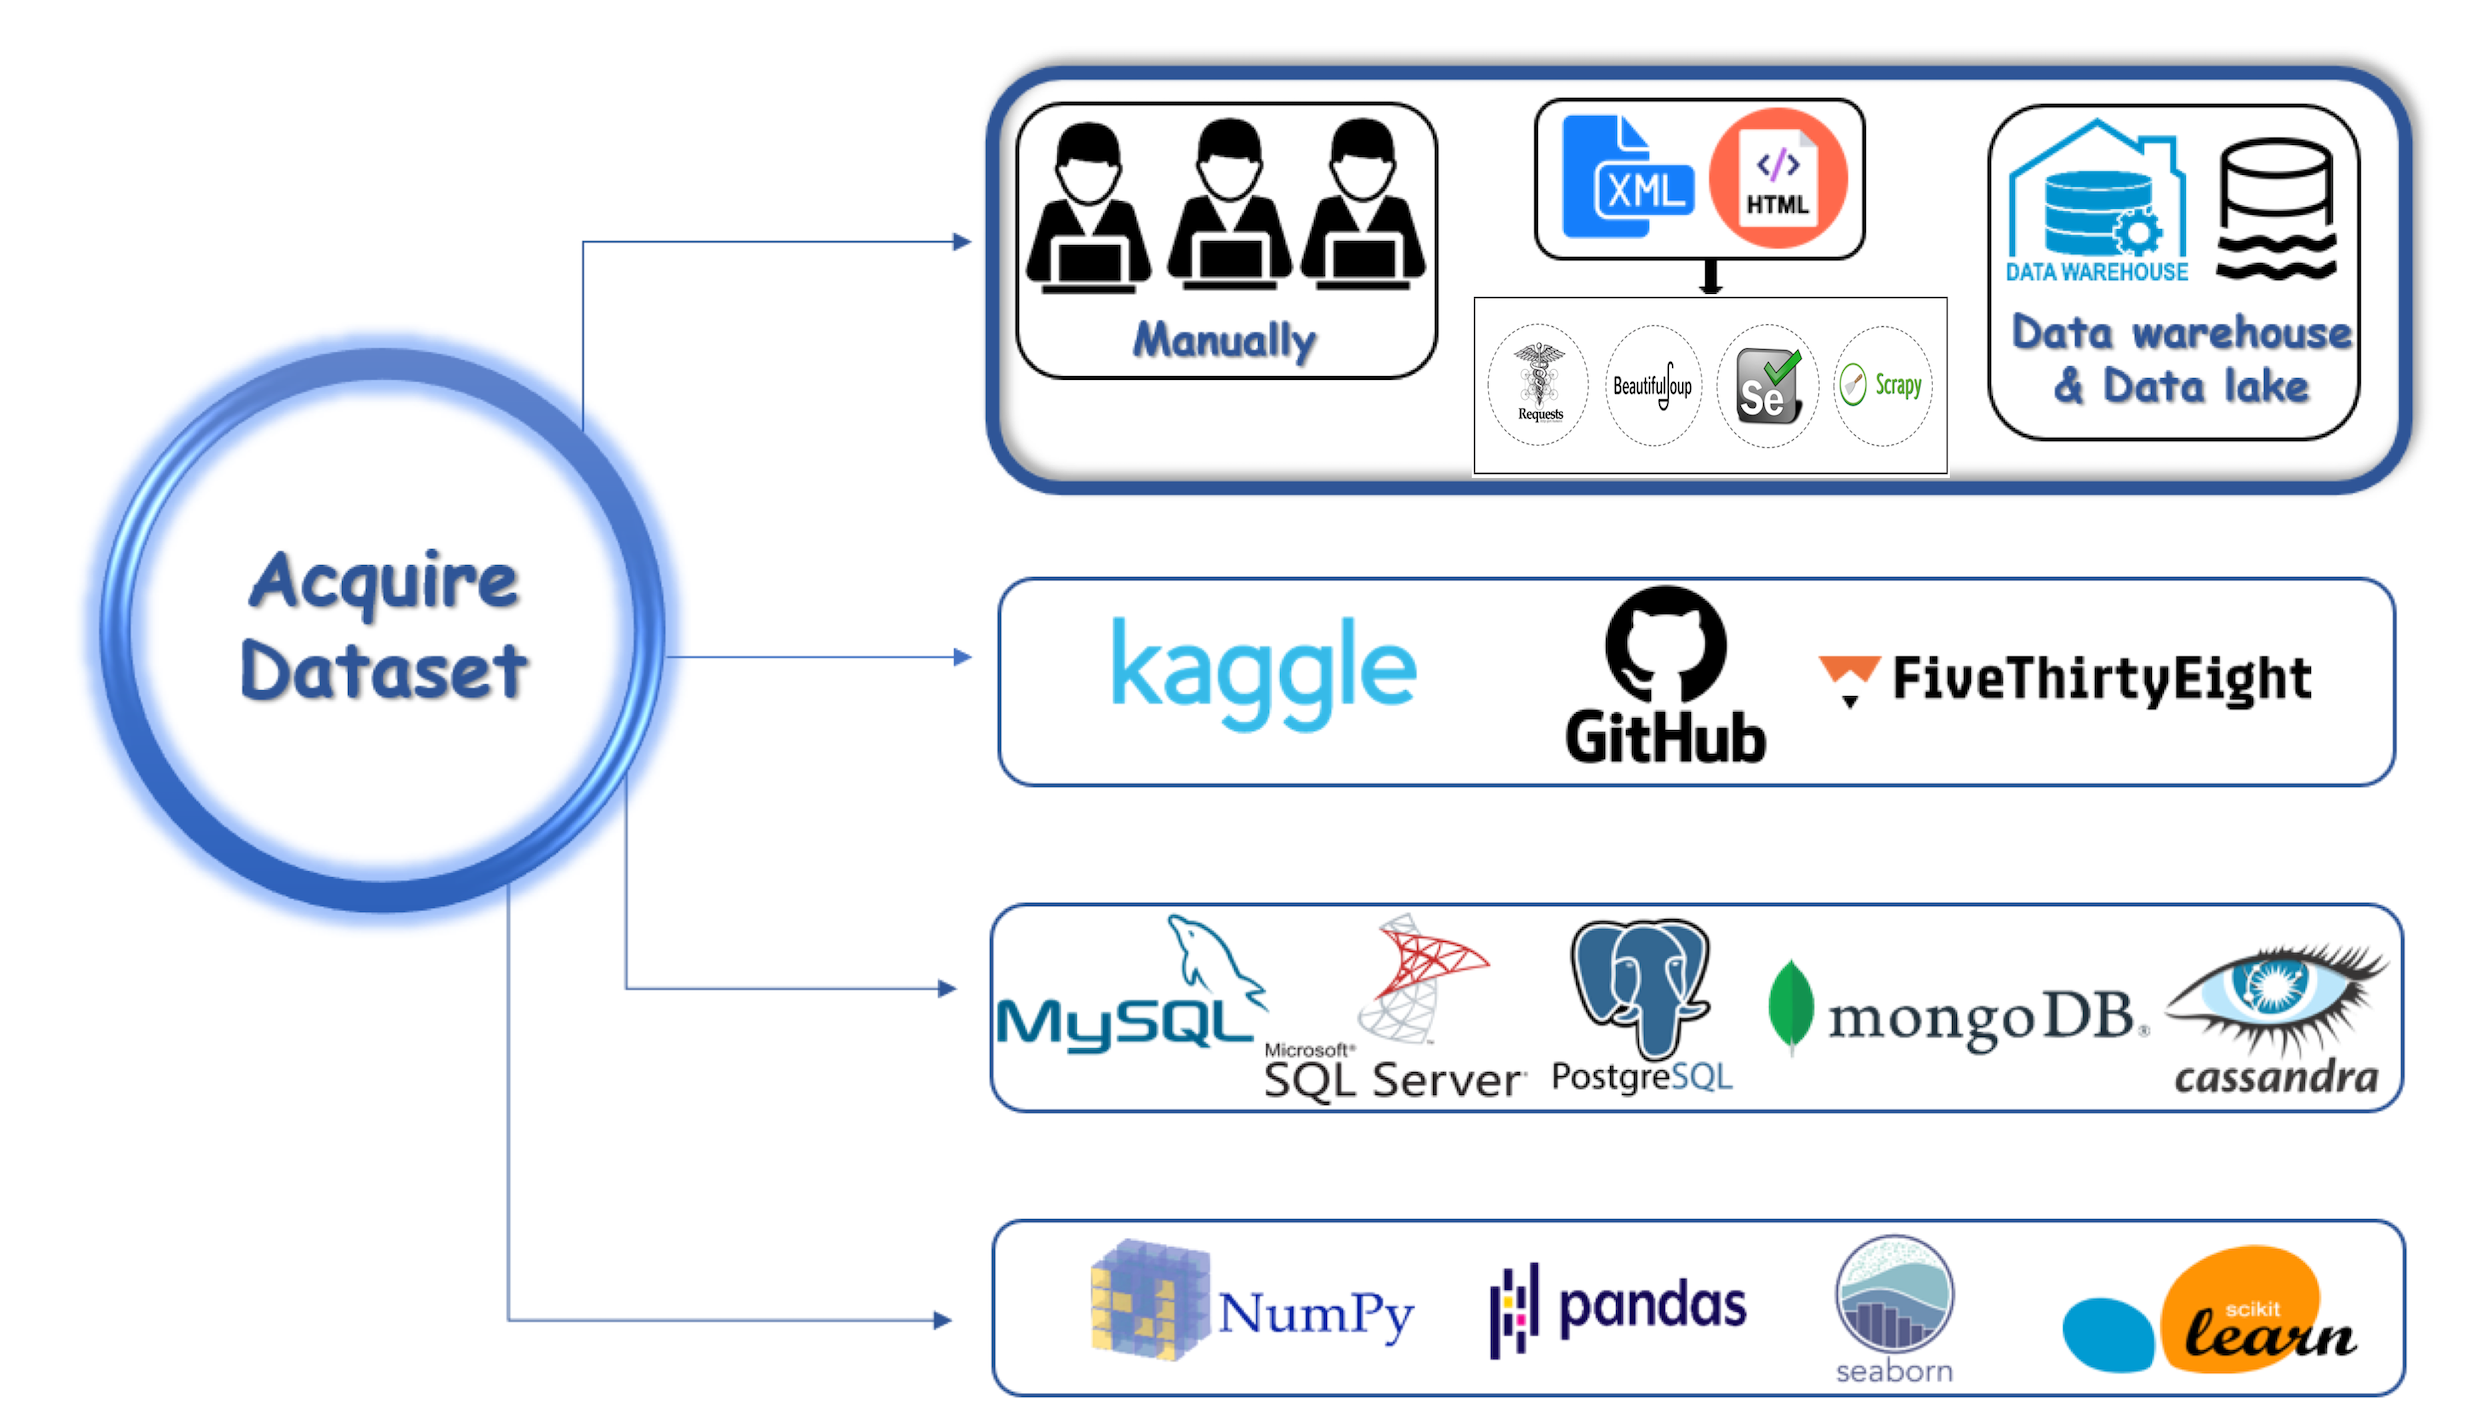 Acquire
Dataset
Manually
XML
HTML
Requests
BeautifulSoup
Se
Scrapy
DATA WAREHOUSE
Data warehouse
& Data lake
kaggle
GitHub
FiveThirtyEight
MySQL
Microsoft®
SQL Server
PostgreSQL
mongoDB®
cassandra
NumPy
pandas
seaborn
scikit
learn